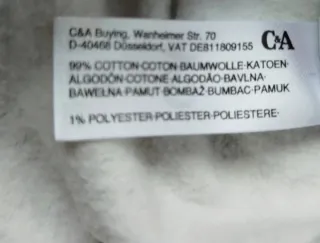 C&A Buying, Wanheimer Str. 70
D-40468 Düsseldorf, VAT DE811809155 C&A
99% COTTON·COTON·BAUMWOLLE·KATOEN·
ALGODÓN·COTONE·ALGODÃO·BAVLNA·
BAWEŁNA·PAMUT·BOMBAŽ·BUMBAC·PAMUK
1% POLYESTER·POLIESTER·POLIESTERE·